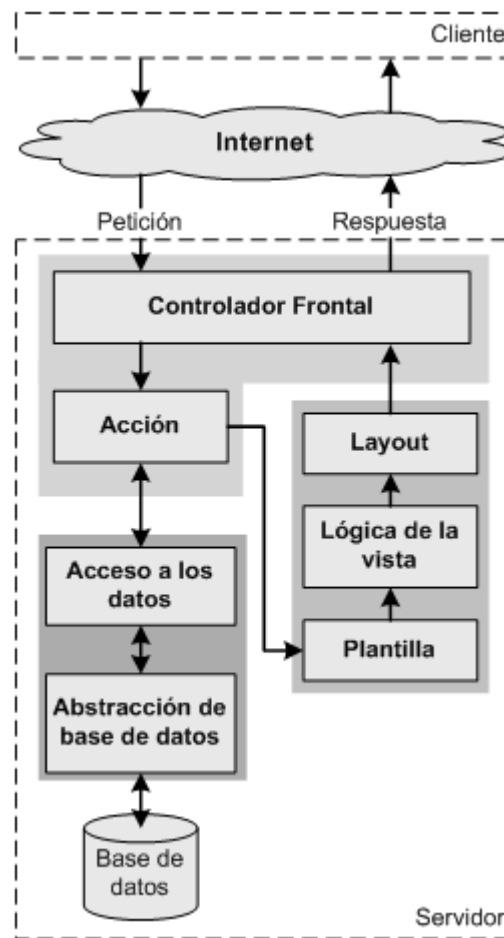 Cliente
Internet
Petición
Respuesta
Controlador Frontal
Acción
Layout
Lógica de la
vista
Plantilla
Acceso a los
datos
Abstracción de
base de datos
Base de
datos
Servidor